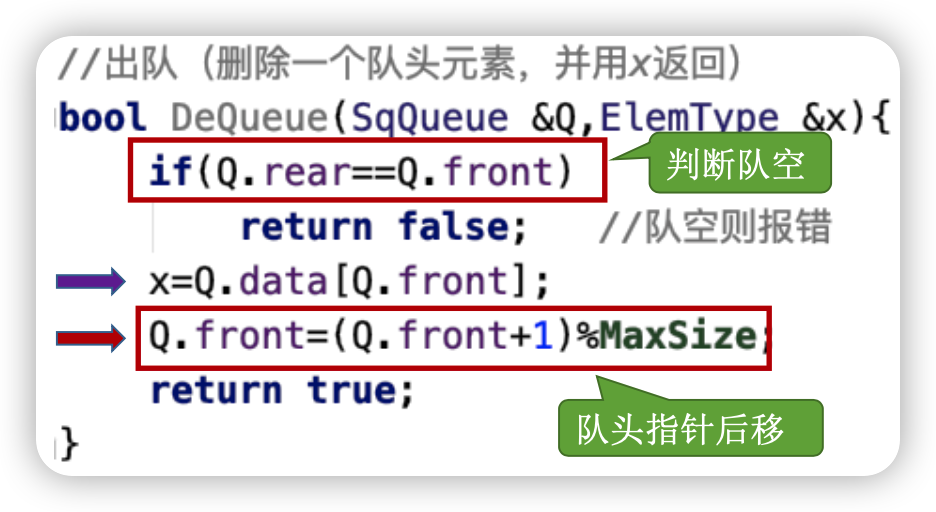 //出队（删除一个队头元素，并用x返回）
bool DeQueue(SqQueue &Q,ElemType &x){
if(Q.rear==Q.front)
判断队空
return false;   //队空则报错
x=Q.data[Q.front];
Q.front=(Q.front+1)%MaxSize;
return true;
队头指针后移
}